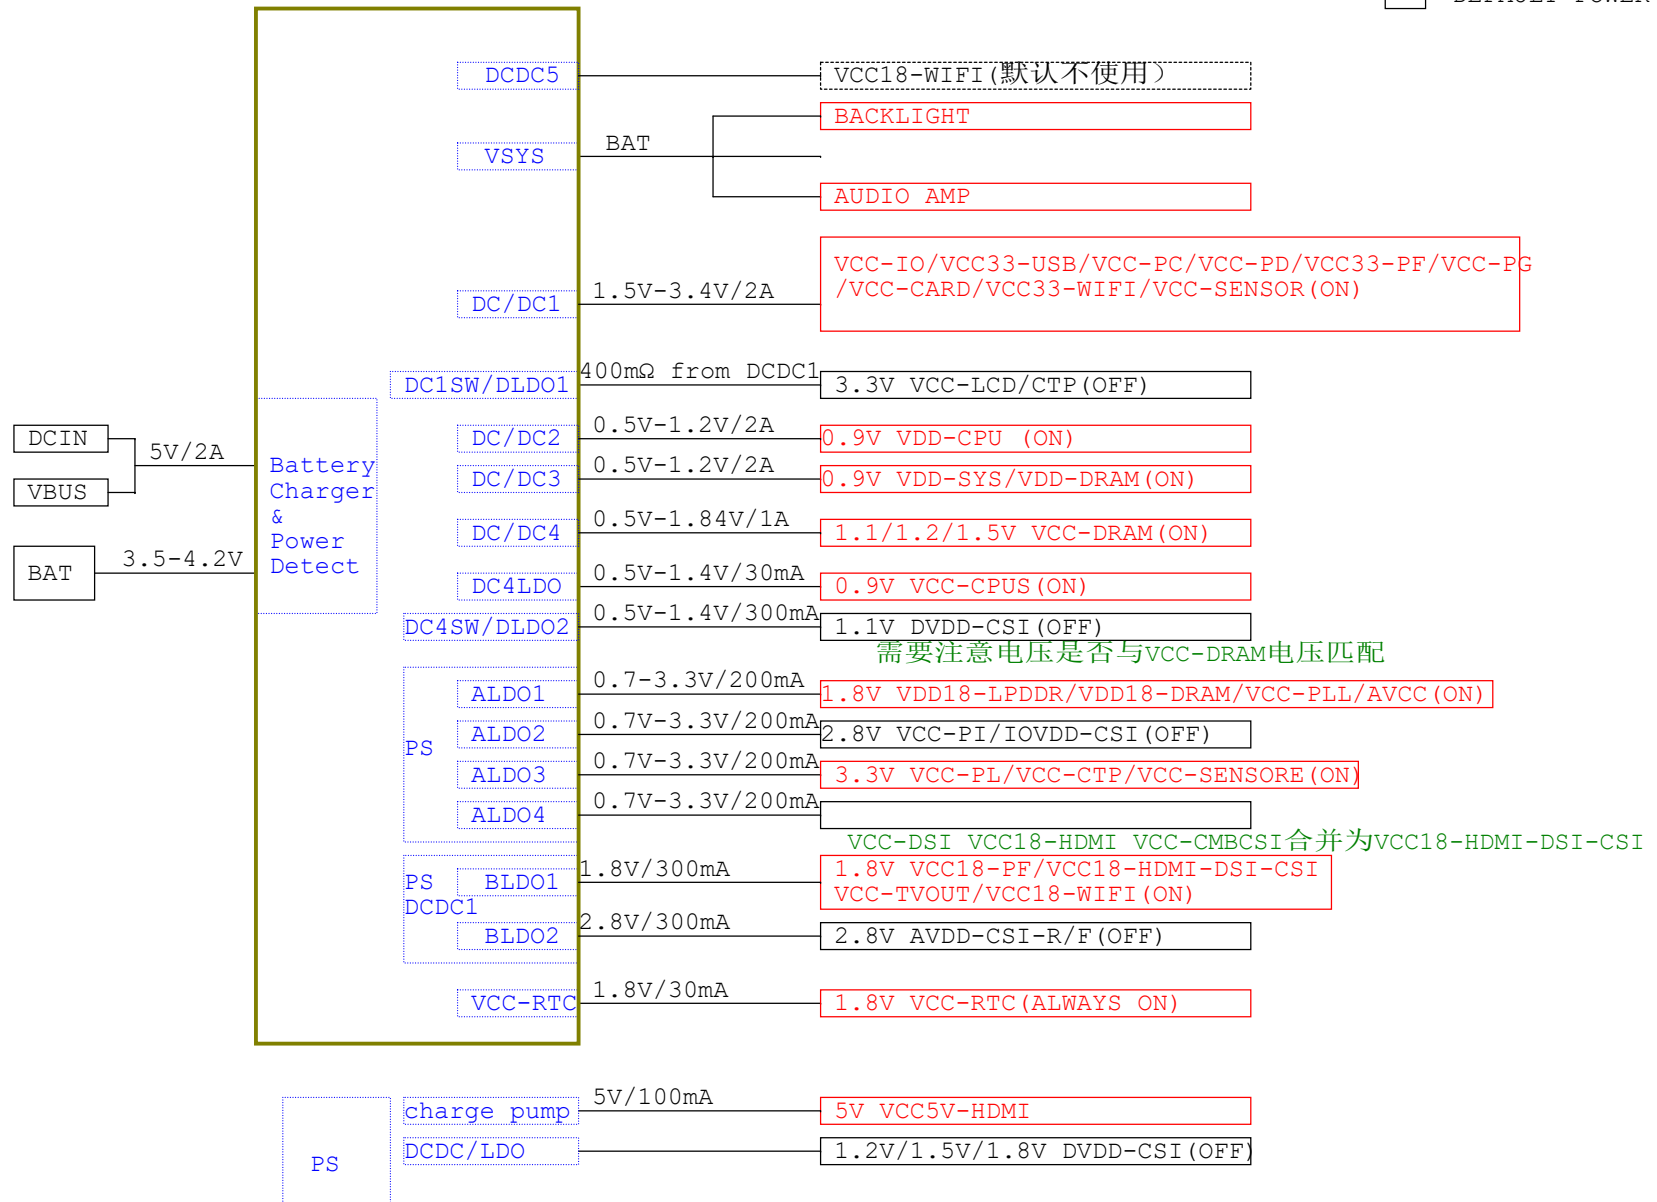 DCDC5 VCC18-WIFI(默认不使用）
BACKLIGHT
VSYS BAT
AUDIO AMP
VCC-IO/VCC33-USB/VCC-PC/VCC-PD/VCC33-PF/VCC-PG
DC/DC1 1.5V-3.4V/2A /VCC-CARD/VCC33-WIFI/VCC-SENSOR(ON)
DC1SW/DLDO1 400mΩ from DCDC1 3.3V VCC-LCD/CTP(OFF)
DC/DC2 0.5V-1.2V/2A 0.9V VDD-CPU (ON)
DC/DC3 0.5V-1.2V/2A 0.9V VDD-SYS/VDD-DRAM(ON)
DC/DC4 0.5V-1.84V/1A 1.1/1.2/1.5V VCC-DRAM(ON)
DC4LDO 0.5V-1.4V/30mA 0.9V VCC-CPUS(ON)
DC4SW/DLDO2 0.5V-1.4V/300mA 1.1V DVDD-CSI(OFF)
需要注意电压是否与VCC-DRAM电压匹配
DCIN
VBUS
5V/2A
BAT
3.5-4.2V
Battery
Charger
&
Power
Detect
PS
ALDO1 0.7-3.3V/200mA 1.8V VDD18-LPDDR/VDD18-DRAM/VCC-PLL/AVCC(ON)
ALDO2 0.7V-3.3V/200mA 2.8V VCC-PI/IOVDD-CSI(OFF)
ALDO3 0.7V-3.3V/200mA 3.3V VCC-PL/VCC-CTP/VCC-SENSORE(ON)
ALDO4 0.7V-3.3V/200mA
VCC-DSI VCC18-HDMI VCC-CMBCSI合并为VCC18-HDMI-DSI-CSI
PS
DCDC1
BLDO1 1.8V/300mA 1.8V VCC18-PF/VCC18-HDMI-DSI-CSI
VCC-TVOUT/VCC18-WIFI(ON)
BLDO2 2.8V/300mA 2.8V AVDD-CSI-R/F(OFF)
VCC-RTC 1.8V/30mA 1.8V VCC-RTC(ALWAYS ON)
charge pump 5V/100mA 5V VCC5V-HDMI
DCDC/LDO 1.2V/1.5V/1.8V DVDD-CSI(OFF)
PS